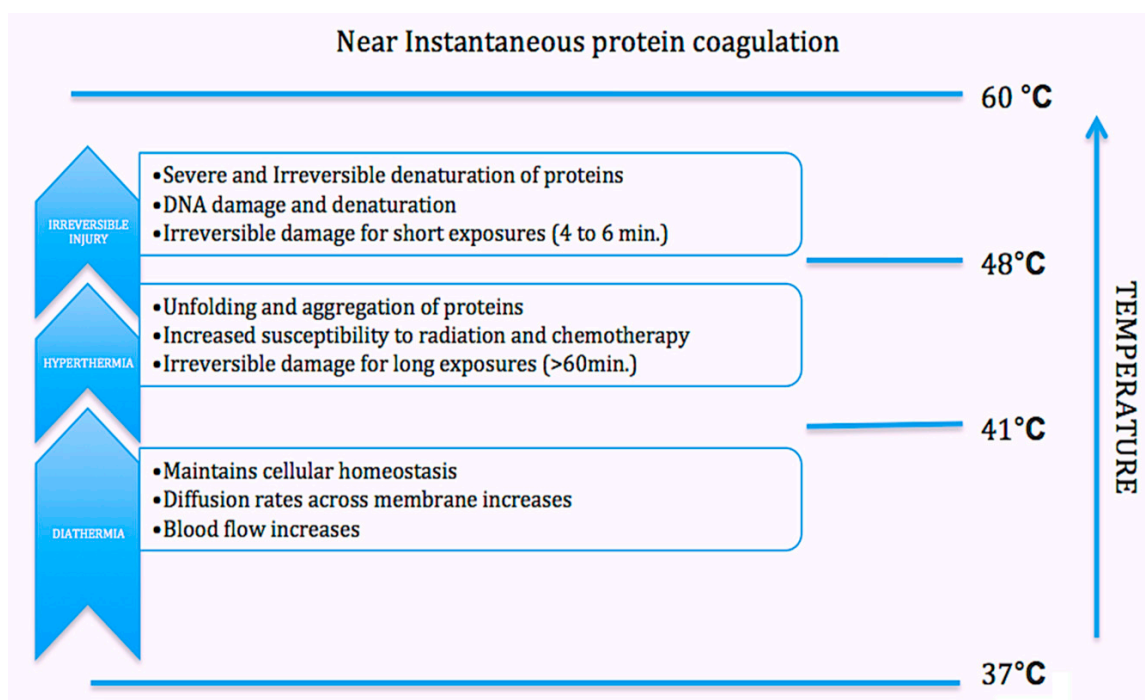 Near Instantaneous protein coagulation
60 °C
•Severe and Irreversible denaturation of proteins
•DNA damage and denaturation
•Irreversible damage for short exposures (4 to 6 min.)
IRREVERSIBLE
INJURY
48°C
•Unfolding and aggregation of proteins
•Increased susceptibility to radiation and chemotherapy
•Irreversible damage for long exposures (>60min.)
HYPERTHERMIA
41°C
•Maintains cellular homeostasis
•Diffusion rates across membrane increases
•Blood flow increases
DIATHERMIA
37°C
TEMPERATURE